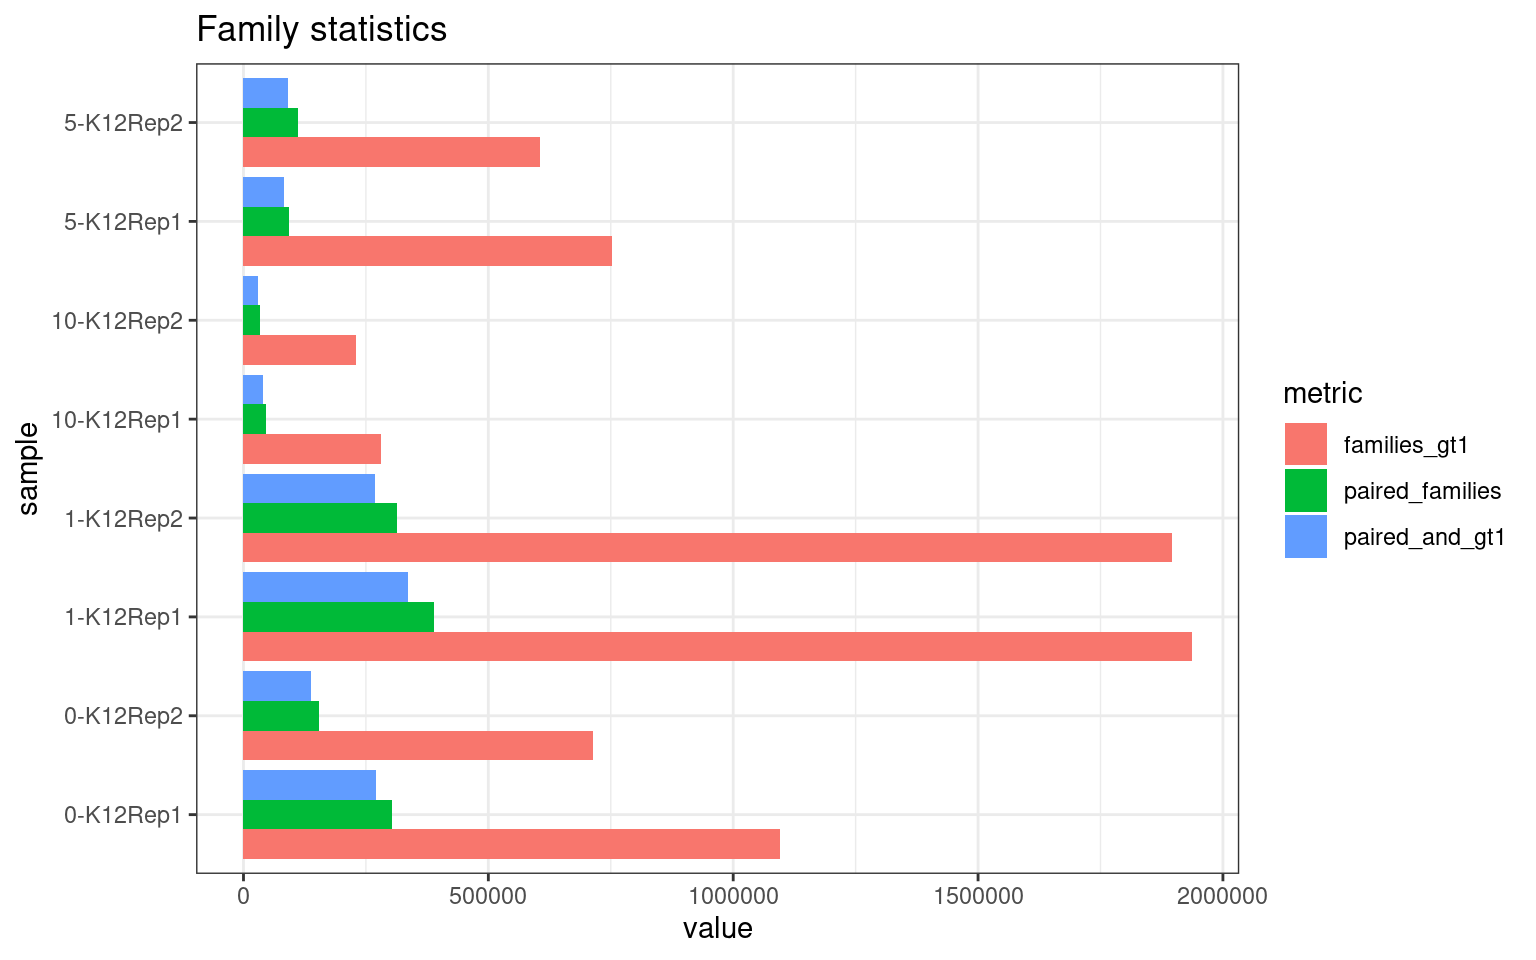 Family statistics
5-K12Rep2
5-K12Rep1
10-K12Rep2
10-K12Rep1
1-K12Rep2
1-K12Rep1
0-K12Rep2
0-K12Rep1
sample
0 500000 1000000 1500000 2000000
value
metric
families_gt1
paired_families
paired_and_gt1